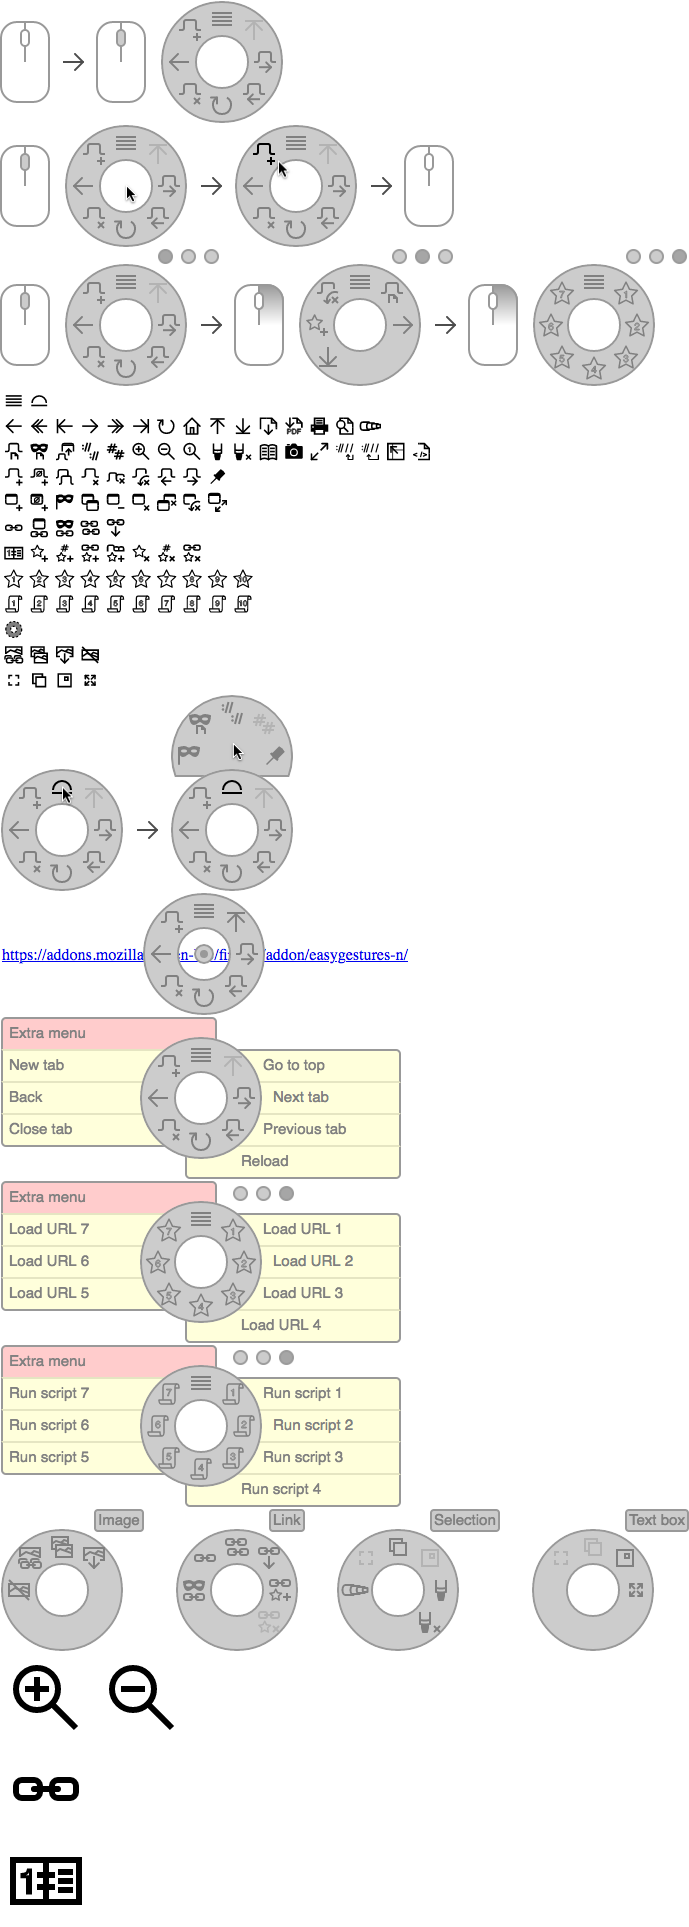 https://addons.mozilla en- /fi /addon/easygestures-n/
Extra menu
New tab
Go to top
Back
Next tab
Close tab
Previous tab
Reload
Extra menu
Load URL 7
Load URL 1
Load URL 6
Load URL 2
Load URL 5
Load URL 3
Load URL 4
Extra menu
Run script 7
Run script 1
Run script 6
Run script 2
Run script 5
Run script 3
Run script 4
Image
Link
Selection
Text box